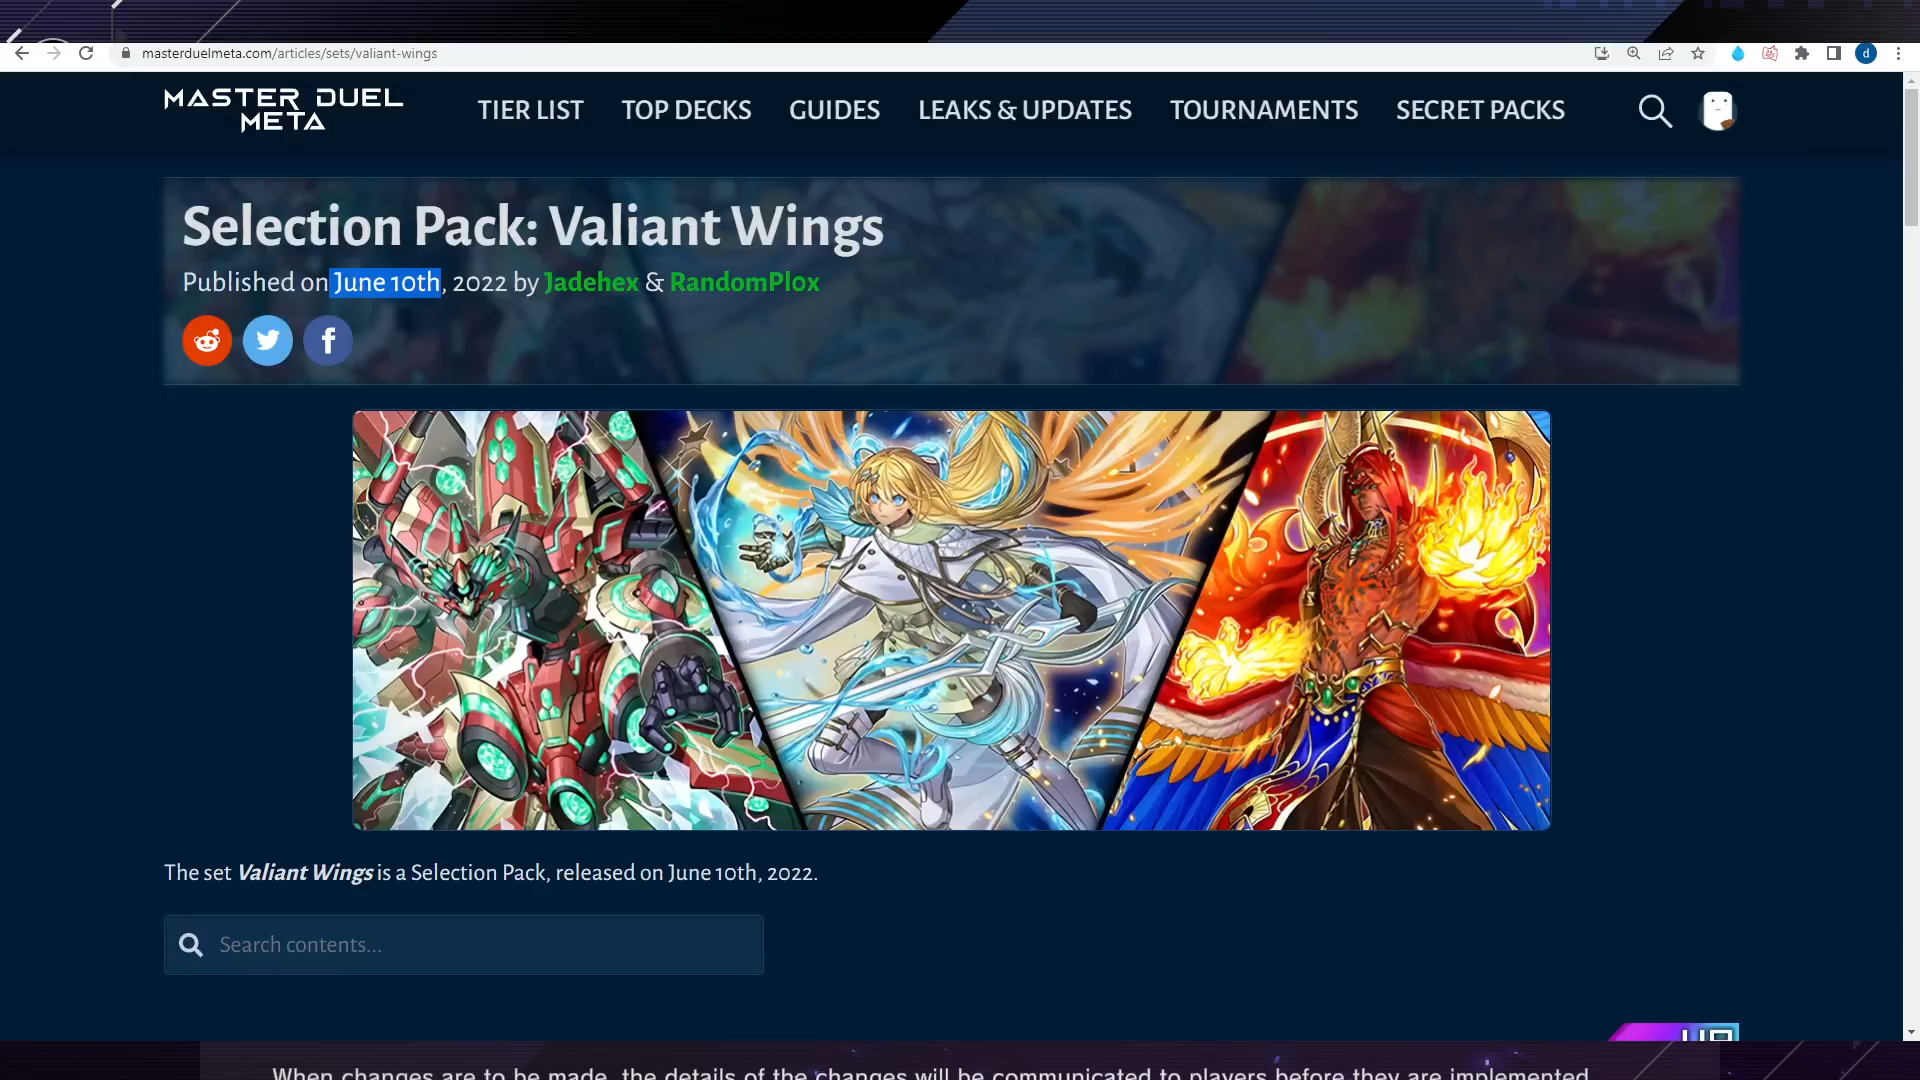 masterduelmeta.com/articles/sets/valiant-wings
d
MASTER DUEL
META
TIER LIST
TOP DECKS
GUIDES
LEAKS & UPDATES
TOURNAMENTS
SECRET PACKS
Selection Pack: Valiant Wings
Published on June 10th, 2022 by Jadehex & RandomPlox
The set Valiant Wings is a Selection Pack, released on June 10th, 2022.
Search contents...
When changes are to be made, the details of the changes will be communicated to players before they are implemented